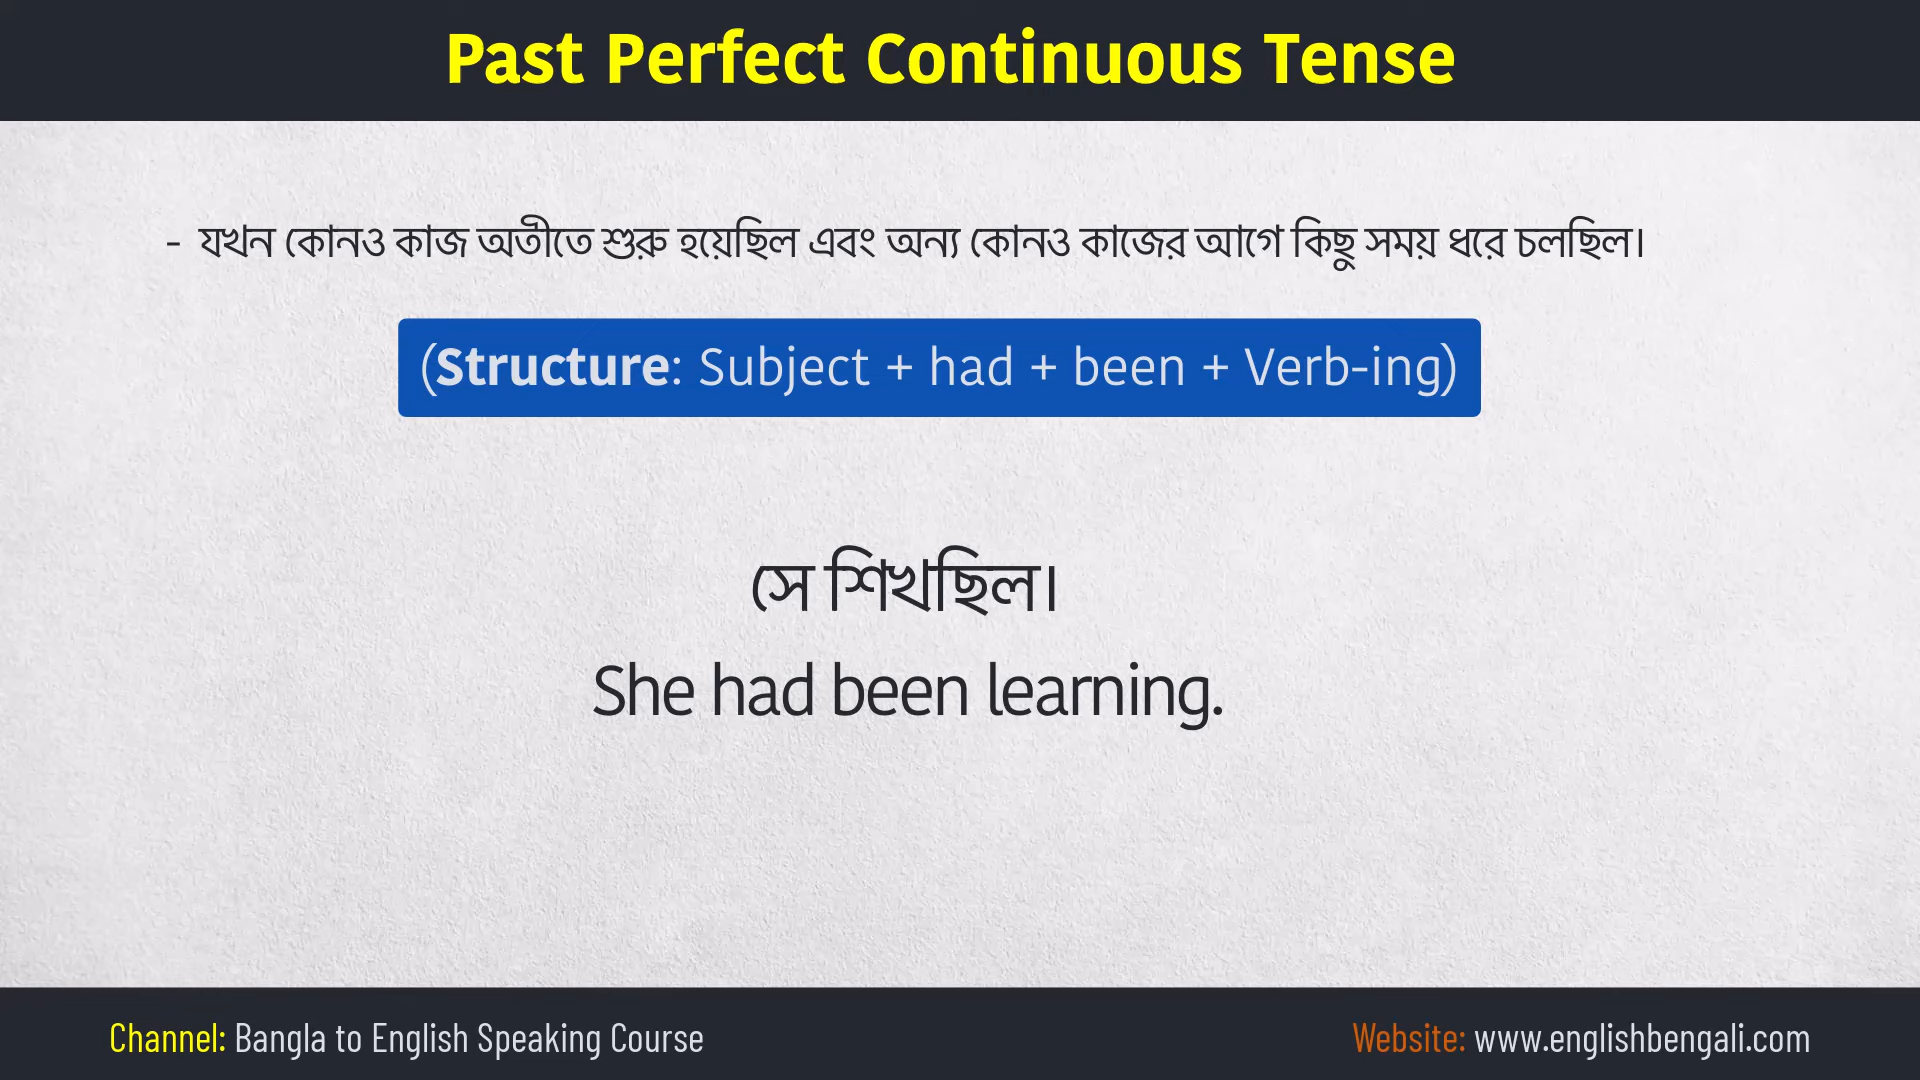 Past Perfect Continuous Tense
- যখন কোনও কাজ অতীতে শুরু হয়েছিল এবং অন্য কোনও কাজের আগে কিছু সময় ধরে চলছিল।
(Structure: Subject + had + been + Verb-ing)
সে শিখছিল।
She had been learning.
Channel: Bangla to English Speaking Course
Website: www.englishbengali.com